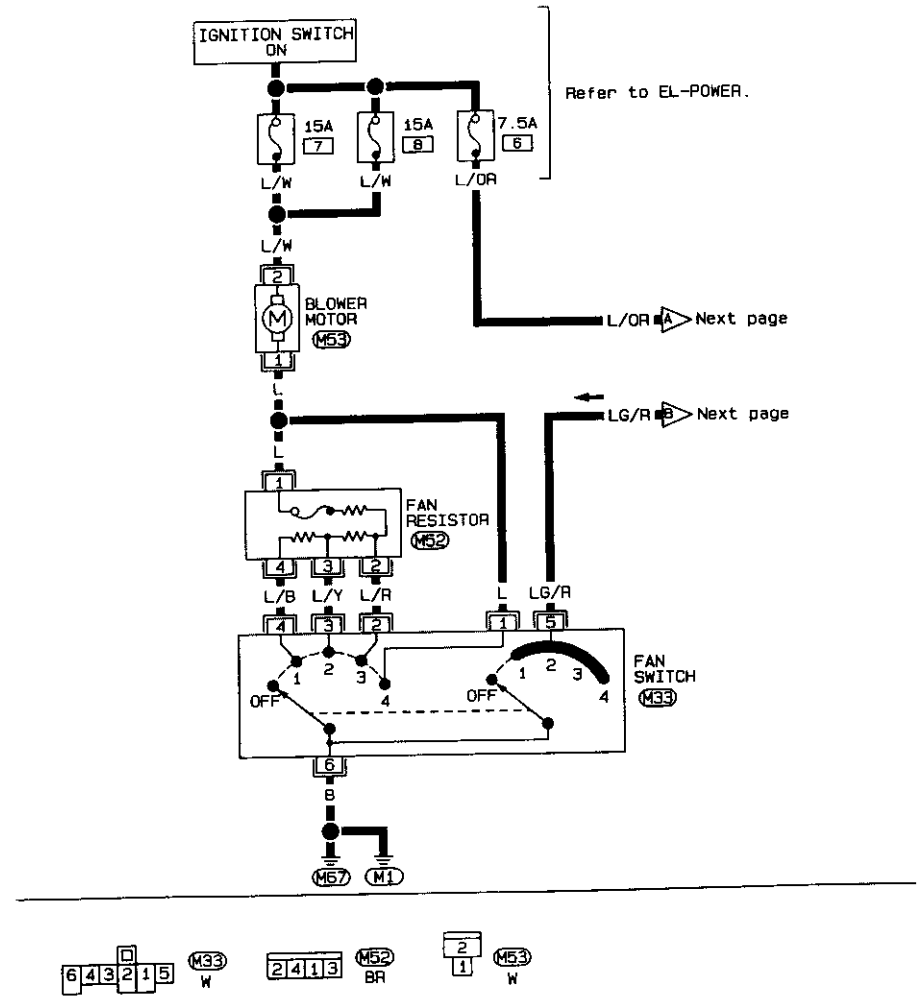 IGNITION SWITCH
ON
Refer to EL-POWER.
15A
7
15A
8
7.5A
6
L/W
L/W
L/OR
L/W
2
BLOWER
MOTOR
M
M53
1
L/OR
A
Next page
L
LG/R
B
Next page
L
1
FAN
RESISTOR
M52
4
3
2
L/B
L/Y
L/R
L
LG/R
4
3
2
1
5
1
2
3
4
OFF
1
2
3
4
OFF
FAN
SWITCH
M33
6
B
M67
M1
6 4 3 2 1 5
M33
W
2 4 1 3
M52
BR
2
1
M53
W